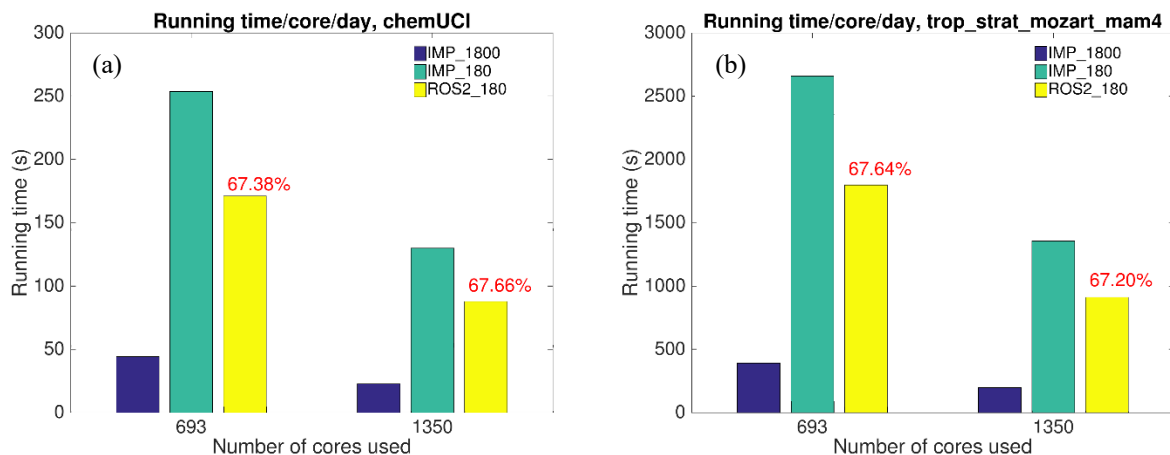 Running time/core/day, chemUCI
(a)
IMP_1800
IMP_180
ROS2_180
300
250
200
150
100
50
0
Running time (s)
67.38%
67.66%
693
1350
Number of cores used
Running time/core/day, trop_strat_mozart_mam4
(b)
IMP_1800
IMP_180
ROS2_180
3000
2500
2000
1500
1000
500
0
Running time (s)
67.64%
67.20%
693
1350
Number of cores used